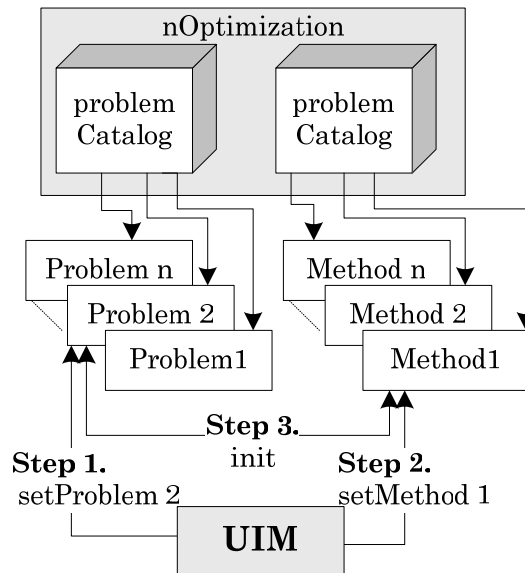 nOptimization
problem
Catalog
problem
Catalog
Problem n
Method n
Problem 2
Method 2
Problem1
Method1
Step 3.
init
Step 1.
setProblem 2
Step 2.
setMethod 1
UIM